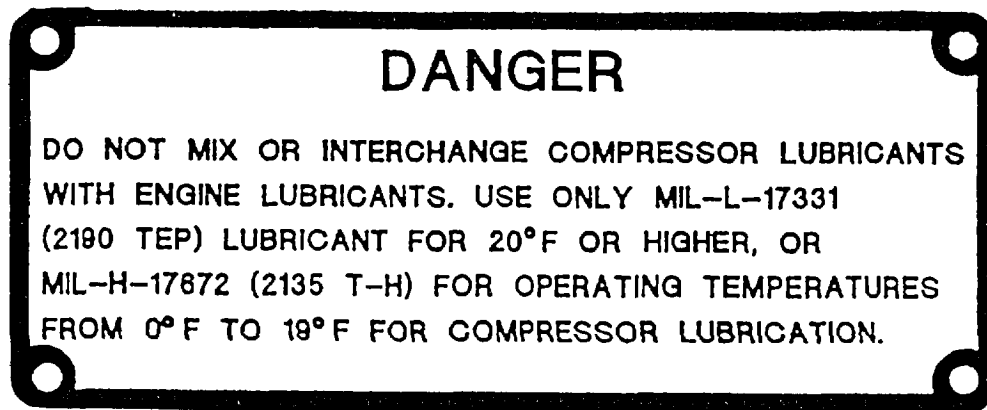 DANGER
DO NOT MIX OR INTERCHANGE COMPRESSOR LUBRICANTS
WITH ENGINE LUBRICANTS. USE ONLY MIL-L-17331
(2190 TEP) LUBRICANT FOR 20°F OR HIGHER, OR
MIL-H-17672 (2135 T-H) FOR OPERATING TEMPERATURES
FROM 0°F TO 19°F FOR COMPRESSOR LUBRICATION.